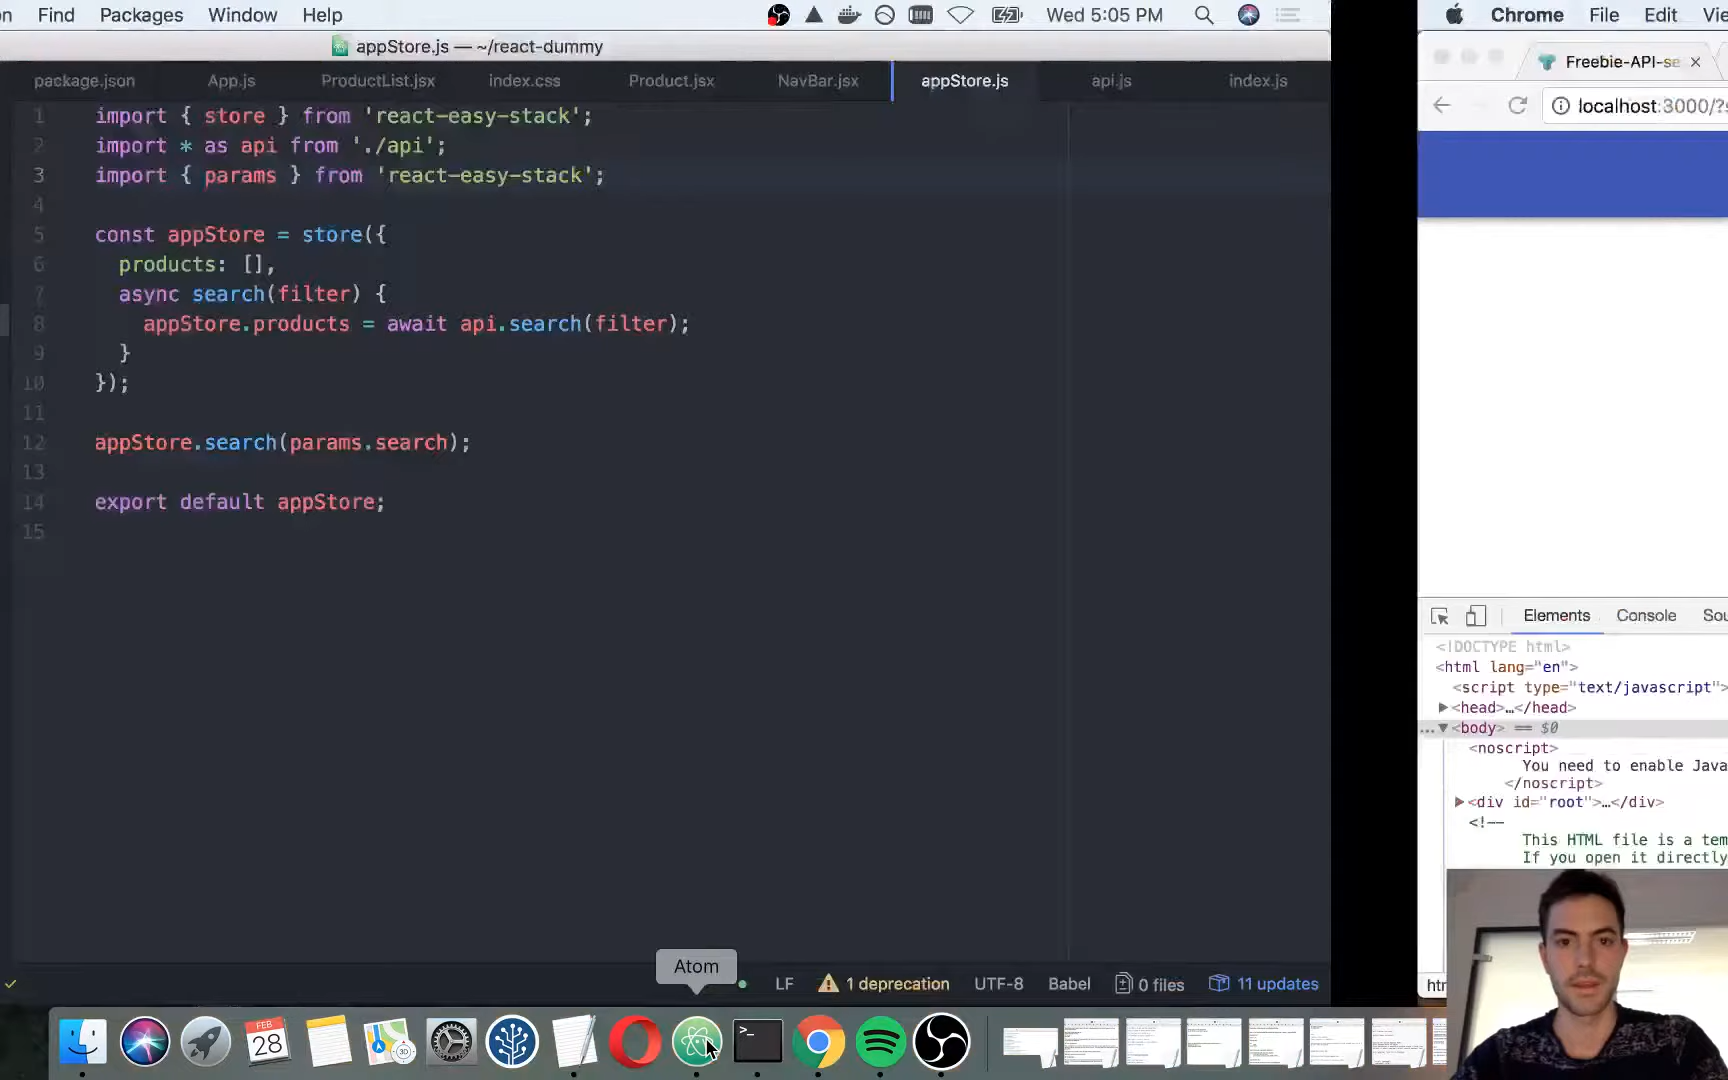 on Find Packages Window Help Wed 5:05 PM
appStore.js — ~/react-dummy
package.json App.js ProductList.jsx index.css Product.jsx NavBar.jsx appStore.js api.js index.js
1 import { store } from 'react-easy-stack';
2 import * as api from './api';
3 import { params } from 'react-easy-stack';
4
5 const appStore = store({
6 products: [],
7 async search(filter) {
8 appStore.products = await api.search(filter);
9 }
10 });
11
12 appStore.search(params.search);
13
14 export default appStore;
15
Atom
LF 1 deprecation UTF-8 Babel 0 files 11 updates
FEB
28
Chrome File Edit Vie
Freebie-API-se
localhost:3000/?s
Elements Console Sou
<!DOCTYPE html>
<html lang="en">
<script type="text/javascript"
<head>…</head>
… <body> == $0
<noscript>
You need to enable Java
</noscript>
<div id="root">…</div>
<!--
This HTML file is a tem
If you open it directly
htm